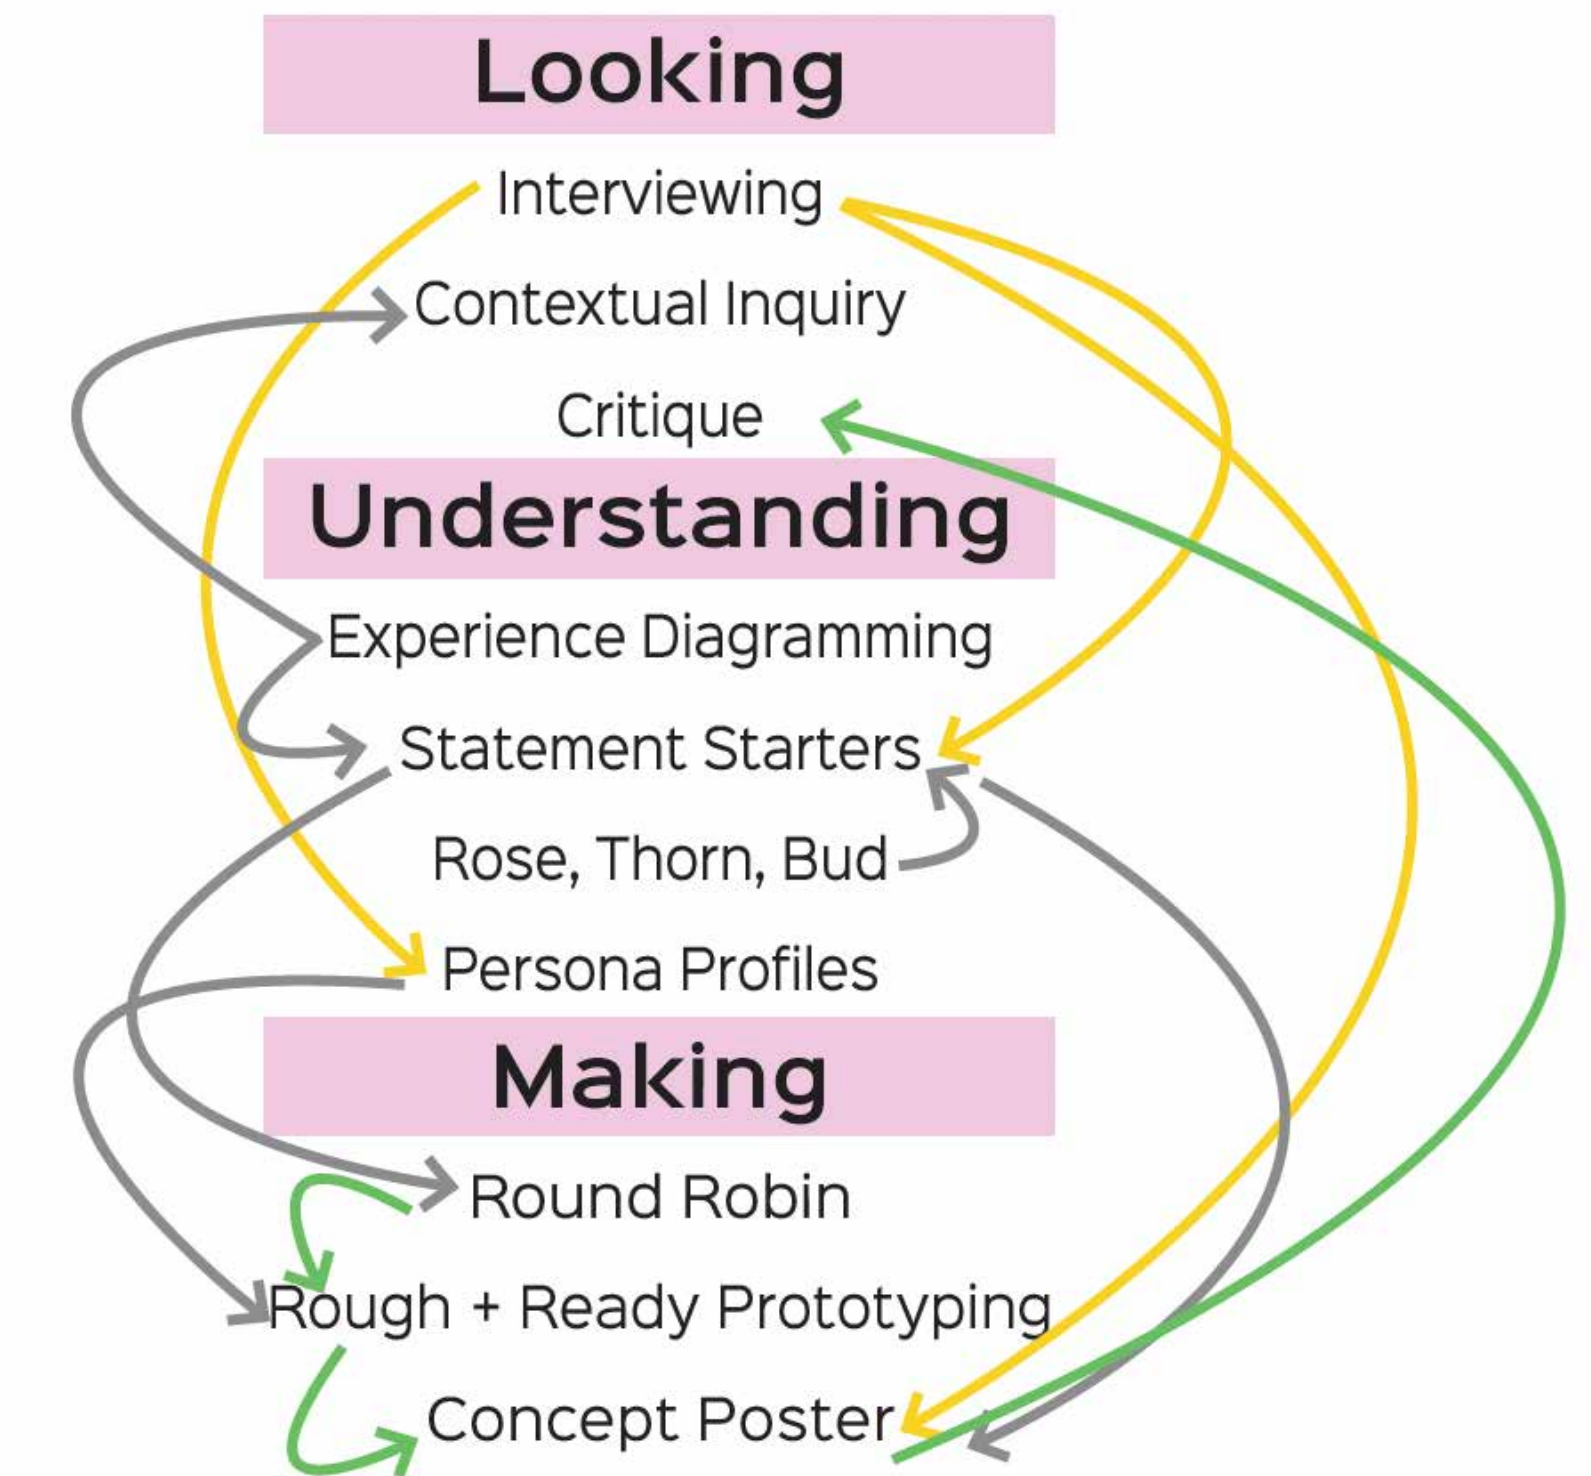 Looking
Interviewing
Contextual Inquiry
Critique
Understanding
Experience Diagramming
Statement Starters
Rose, Thorn, Bud
Persona Profiles
Making
Round Robin
Rough + Ready Prototyping
Concept Poster